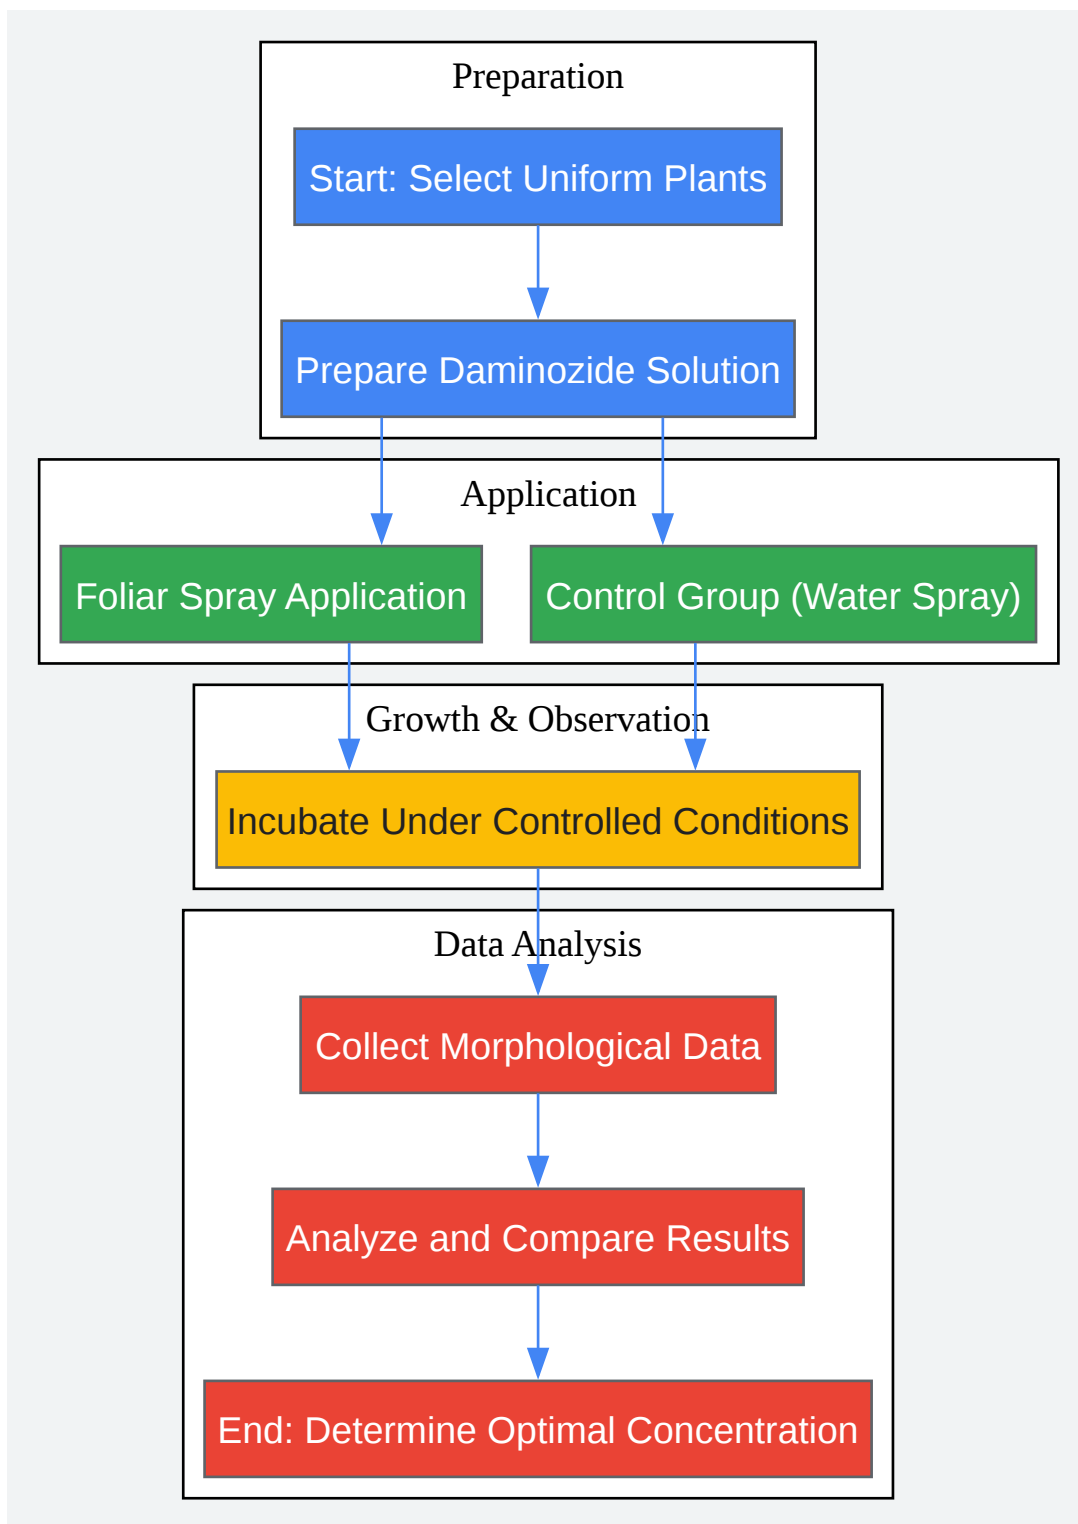 Preparation
Start: Select Uniform Plants
Prepare Daminozide Solution
Application
Foliar Spray Application
Control Group (Water Spray)
Growth & Observation
Incubate Under Controlled Conditions
Data Analysis
Collect Morphological Data
Analyze and Compare Results
End: Determine Optimal Concentration